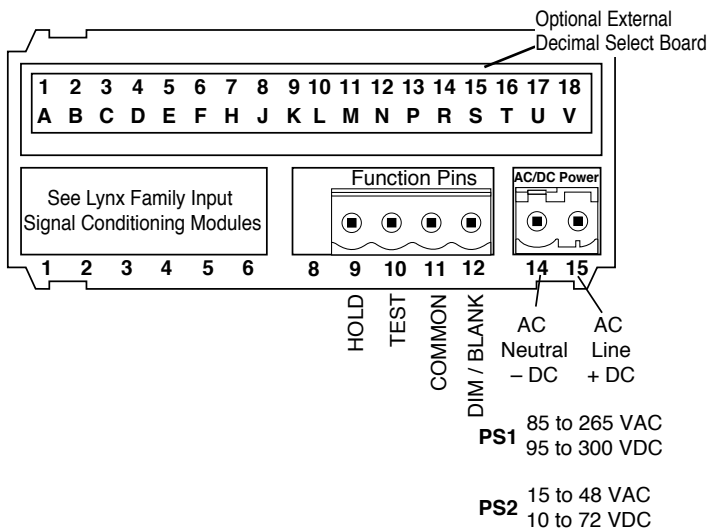 Optional External
Decimal Select Board
1 2 3 4 5 6 7 8 9 10 11 12 13 14 15 16 17 18
A B C D E F H J K L M N P R S T U V
See Lynx Family Input
Signal Conditioning Modules
Function Pins
AC/DC Power
1 2 3 4 5 6 8 9 10 11 12 14 15
HOLD
TEST
COMMON
DIM / BLANK
AC
Neutral
– DC
AC
Line
+ DC
PS1 85 to 265 VAC
95 to 300 VDC
PS2 15 to 48 VAC
10 to 72 VDC